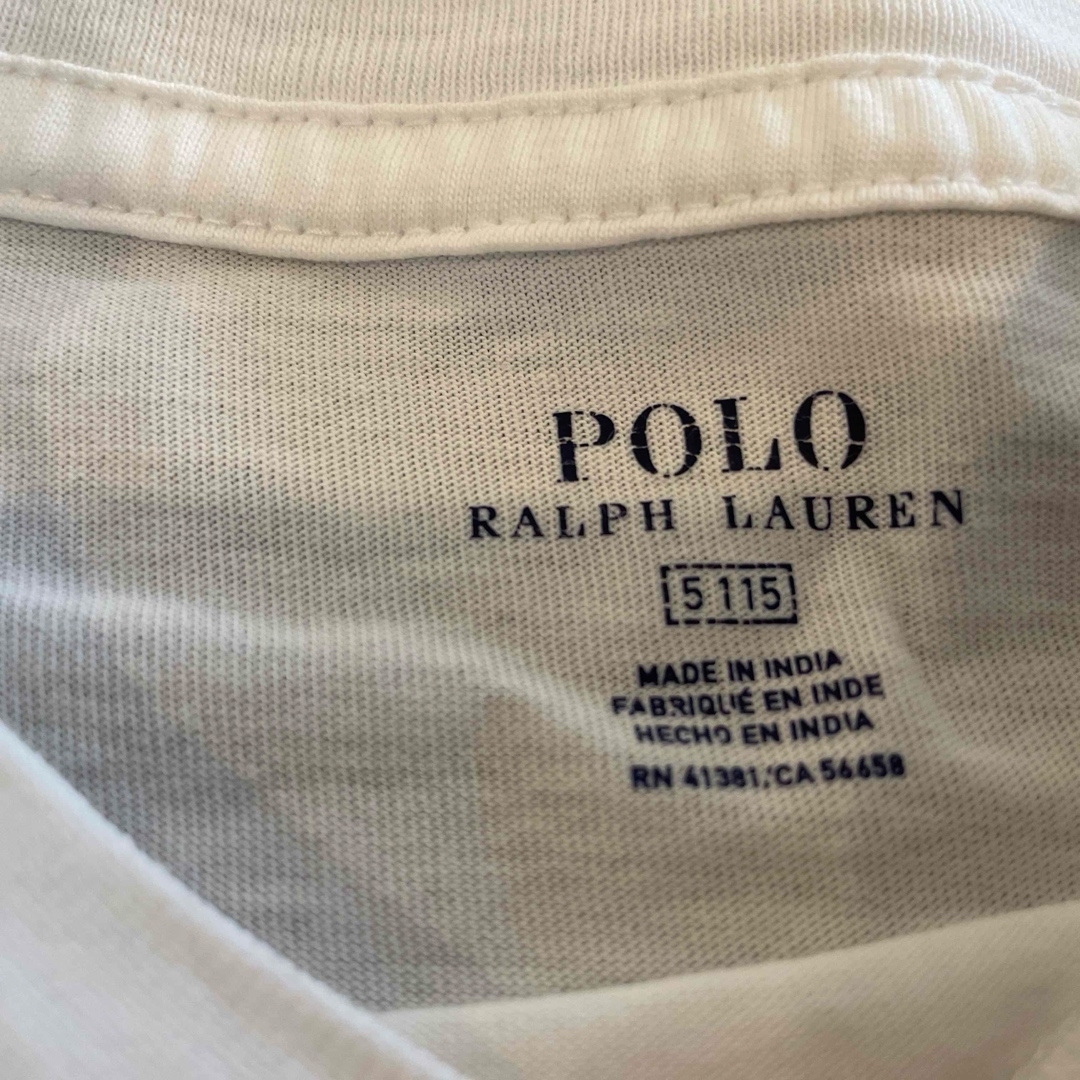 POLO
RALPH LAUREN
5 115
MADE IN INDIA
FABRIQUÉ EN INDE
HECHO EN INDIA
RN 41381/CA 56658